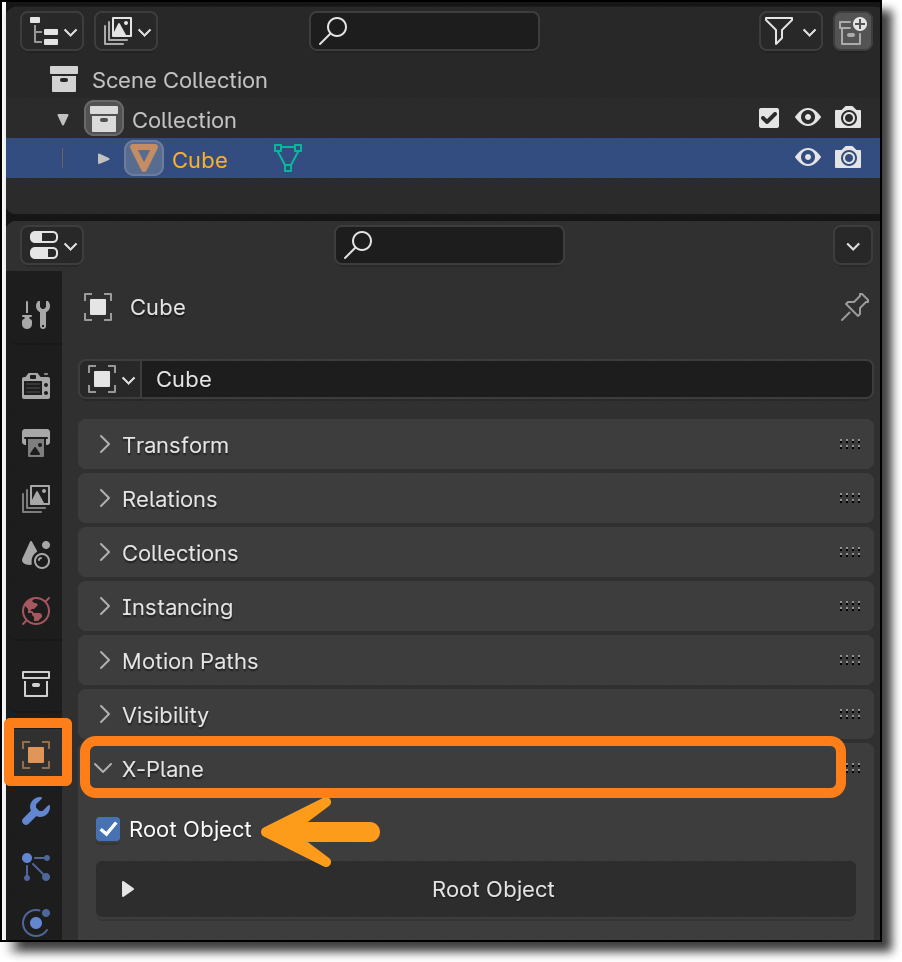 Scene Collection
Collection
Cube
Cube
Cube
Transform
Relations
Collections
Instancing
Motion Paths
Visibility
X-Plane
Root Object
Root Object